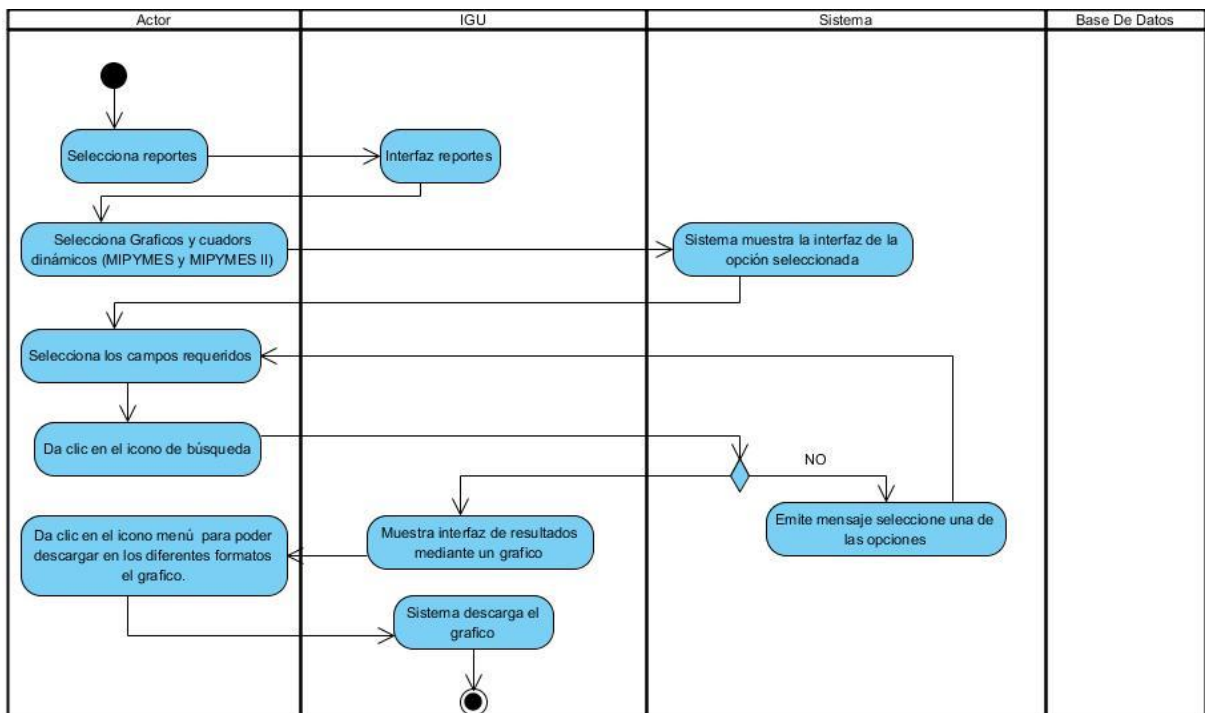 Actor
IGU
Sistema
Base De Datos
Selecciona reportes
Interfaz reportes
Selecciona Graficos y cuadors
dinámicos (MIPYMES y MIPYMES II)
Sistema muestra la interfaz de la
opción seleccionada
Selecciona los campos requeridos
Da clic en el icono de búsqueda
NO
Emite mensaje seleccione una de
las opciones
Muestra interfaz de resultados
mediante un grafico
Da clic en el icono menú para poder
descargar en los diferentes formatos
el grafico.
Sistema descarga el
grafico